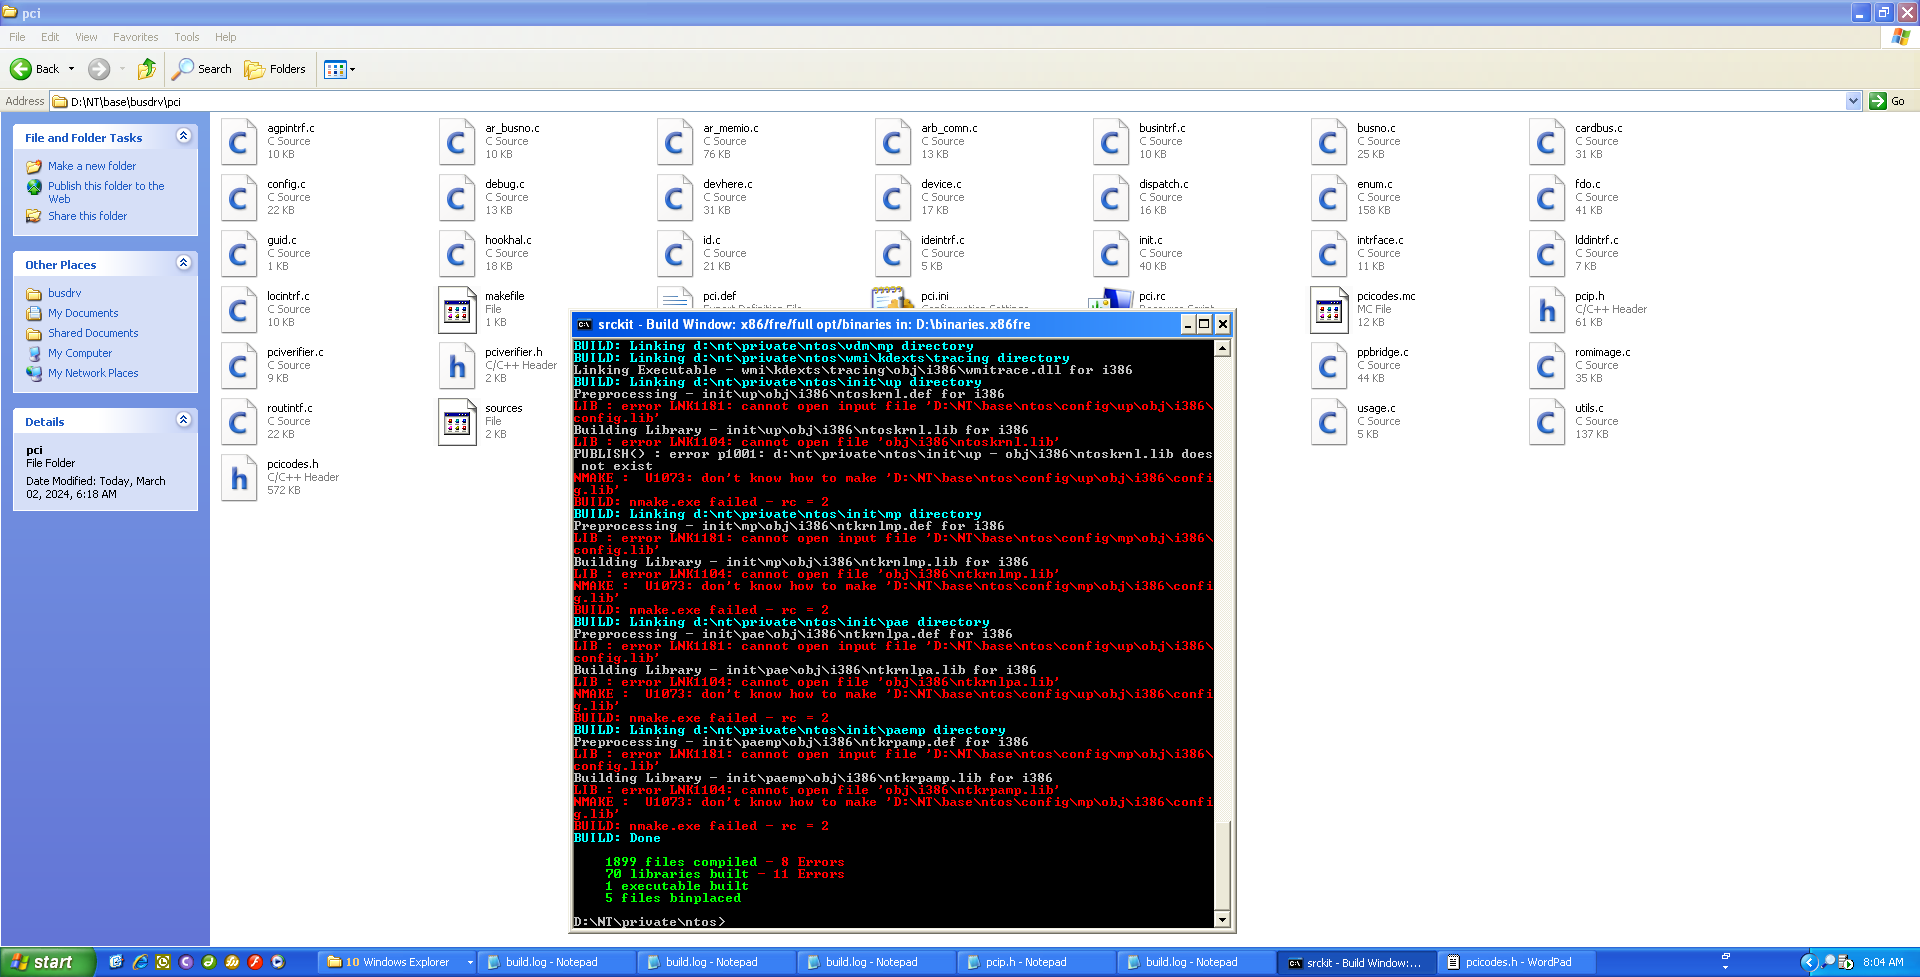 pci
File Edit View Favorites Tools Help
Back Search Folders
Address D:\NT\base\busdrv\pci Go
File and Folder Tasks
Make a new folder
Publish this folder to the
Web
Share this folder
Other Places
busdrv
My Documents
Shared Documents
My Computer
My Network Places
Details
pci
File Folder
Date Modified: Today, March
02, 2024, 6:18 AM
agpintrf.c
C Source
10 KB
ar_busno.c
C Source
10 KB
ar_memio.c
C Source
76 KB
arb_comn.c
C Source
13 KB
busintrf.c
C Source
10 KB
busno.c
C Source
25 KB
cardbus.c
C Source
31 KB
config.c
C Source
22 KB
debug.c
C Source
13 KB
devhere.c
C Source
31 KB
device.c
C Source
17 KB
dispatch.c
C Source
16 KB
enum.c
C Source
158 KB
fdo.c
C Source
41 KB
guid.c
C Source
1 KB
hookhal.c
C Source
18 KB
id.c
C Source
21 KB
ideintrf.c
C Source
5 KB
init.c
C Source
40 KB
intrface.c
C Source
11 KB
lddintrf.c
C Source
7 KB
locintrf.c
C Source
10 KB
makefile
File
1 KB
pci.def
pci.ini
pci.rc
pcicodes.mc
MC File
12 KB
pcip.h
C/C++ Header
61 KB
pciverifier.c
C Source
9 KB
pciverifier.h
C/C++ Header
2 KB
ppbridge.c
C Source
44 KB
romimage.c
C Source
35 KB
routintf.c
C Source
22 KB
sources
File
2 KB
usage.c
C Source
5 KB
utils.c
C Source
137 KB
pcicodes.h
C/C++ Header
572 KB
srckit - Build Window: x86/fre/full opt/binaries in: D:\binaries.x86fre
BUILD: Linking d:\nt\private\ntos\vdm\mp directory
BUILD: Linking d:\nt\private\ntos\wmi\kdexts\tracing directory
Linking Executable - wmi\kdexts\tracing\obj\i386\wmitrace.dll for i386
BUILD: Linking d:\nt\private\ntos\init\up directory
Preprocessing - init\up\obj\i386\ntoskrnl.def for i386
LIB : error LNK1181: cannot open input file 'D:\NT\base\ntos\config\up\obj\i386\
config.lib'
Building Library - init\up\obj\i386\ntoskrnl.lib for i386
LIB : error LNK1104: cannot open file 'obj\i386\ntoskrnl.lib'
PUBLISH() : error p1001: d:\nt\private\ntos\init\up - obj\i386\ntoskrnl.lib does
 not exist
NMAKE :  U1073: don't know how to make 'D:\NT\base\ntos\config\up\obj\i386\confi
g.lib'
BUILD: nmake.exe failed - rc = 2
BUILD: Linking d:\nt\private\ntos\init\mp directory
Preprocessing - init\mp\obj\i386\ntkrnlmp.def for i386
LIB : error LNK1181: cannot open input file 'D:\NT\base\ntos\config\mp\obj\i386\
config.lib'
Building Library - init\mp\obj\i386\ntkrnlmp.lib for i386
LIB : error LNK1104: cannot open file 'obj\i386\ntkrnlmp.lib'
NMAKE :  U1073: don't know how to make 'D:\NT\base\ntos\config\mp\obj\i386\confi
g.lib'
BUILD: nmake.exe failed - rc = 2
BUILD: Linking d:\nt\private\ntos\init\pae directory
Preprocessing - init\pae\obj\i386\ntkrnlpa.def for i386
LIB : error LNK1181: cannot open input file 'D:\NT\base\ntos\config\up\obj\i386\
config.lib'
Building Library - init\pae\obj\i386\ntkrnlpa.lib for i386
LIB : error LNK1104: cannot open file 'obj\i386\ntkrnlpa.lib'
NMAKE :  U1073: don't know how to make 'D:\NT\base\ntos\config\up\obj\i386\confi
g.lib'
BUILD: nmake.exe failed - rc = 2
BUILD: Linking d:\nt\private\ntos\init\paemp directory
Preprocessing - init\paemp\obj\i386\ntkrpamp.def for i386
LIB : error LNK1181: cannot open input file 'D:\NT\base\ntos\config\mp\obj\i386\
config.lib'
Building Library - init\paemp\obj\i386\ntkrpamp.lib for i386
LIB : error LNK1104: cannot open file 'obj\i386\ntkrpamp.lib'
NMAKE :  U1073: don't know how to make 'D:\NT\base\ntos\config\mp\obj\i386\confi
g.lib'
BUILD: nmake.exe failed - rc = 2
BUILD: Done
1899 files compiled - 8 Errors
70 libraries built - 11 Errors
1 executable built
5 files binplaced
D:\NT\private\ntos>
start
10 Windows Explorer
build.log - Notepad
build.log - Notepad
build.log - Notepad
pcip.h - Notepad
build.log - Notepad
srckit - Build Window:...
pcicodes.h - WordPad
8:04 AM